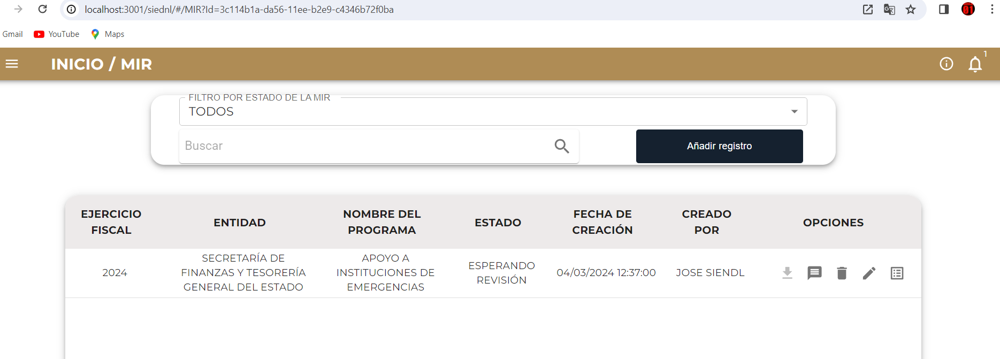 localhost:3001/siednl/#/MIR?Id=3c114b1a-da56-11ee-b2e9-c4346b72f0ba
Gmail YouTube Maps
INICIO / MIR
1
FILTRO POR ESTADO DE LA MIR
TODOS
Buscar
Añadir registro
EJERCICIO FISCAL
ENTIDAD
NOMBRE DEL PROGRAMA
ESTADO
FECHA DE CREACIÓN
CREADO POR
OPCIONES
2024
SECRETARÍA DE
FINANZAS Y TESORERÍA
GENERAL DEL ESTADO
APOYO A
INSTITUCIONES DE
EMERGENCIAS
ESPERANDO
REVISIÓN
04/03/2024 12:37:00
JOSE SIENDL